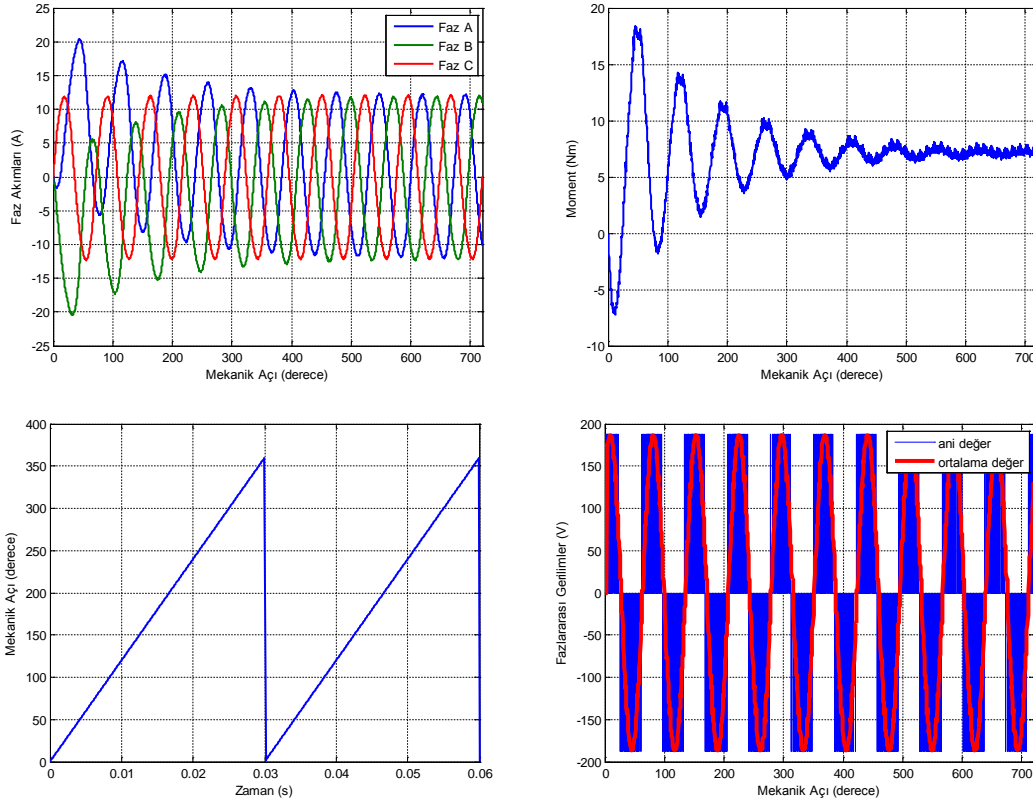 25
20
15
10
5
0
-5
-10
-15
-20
-25
Faz Akımları (A)
Faz A
Faz B
Faz C
0 100 200 300 400 500 600 700
Mekanik Açı (derece)
20
15
10
5
0
-5
-10
Moment (Nm)
0 100 200 300 400 500 600 700
Mekanik Açı (derece)
400
350
300
250
200
150
100
50
0
Mekanik Açı (derece)
0 0.01 0.02 0.03 0.04 0.05 0.06
Zaman (s)
200
150
100
50
0
-50
-100
-150
-200
Fazlararası Gerilimler (V)
ani değer
ortalama değer
0 100 200 300 400 500 600 700
Mekanik Açı (derece)